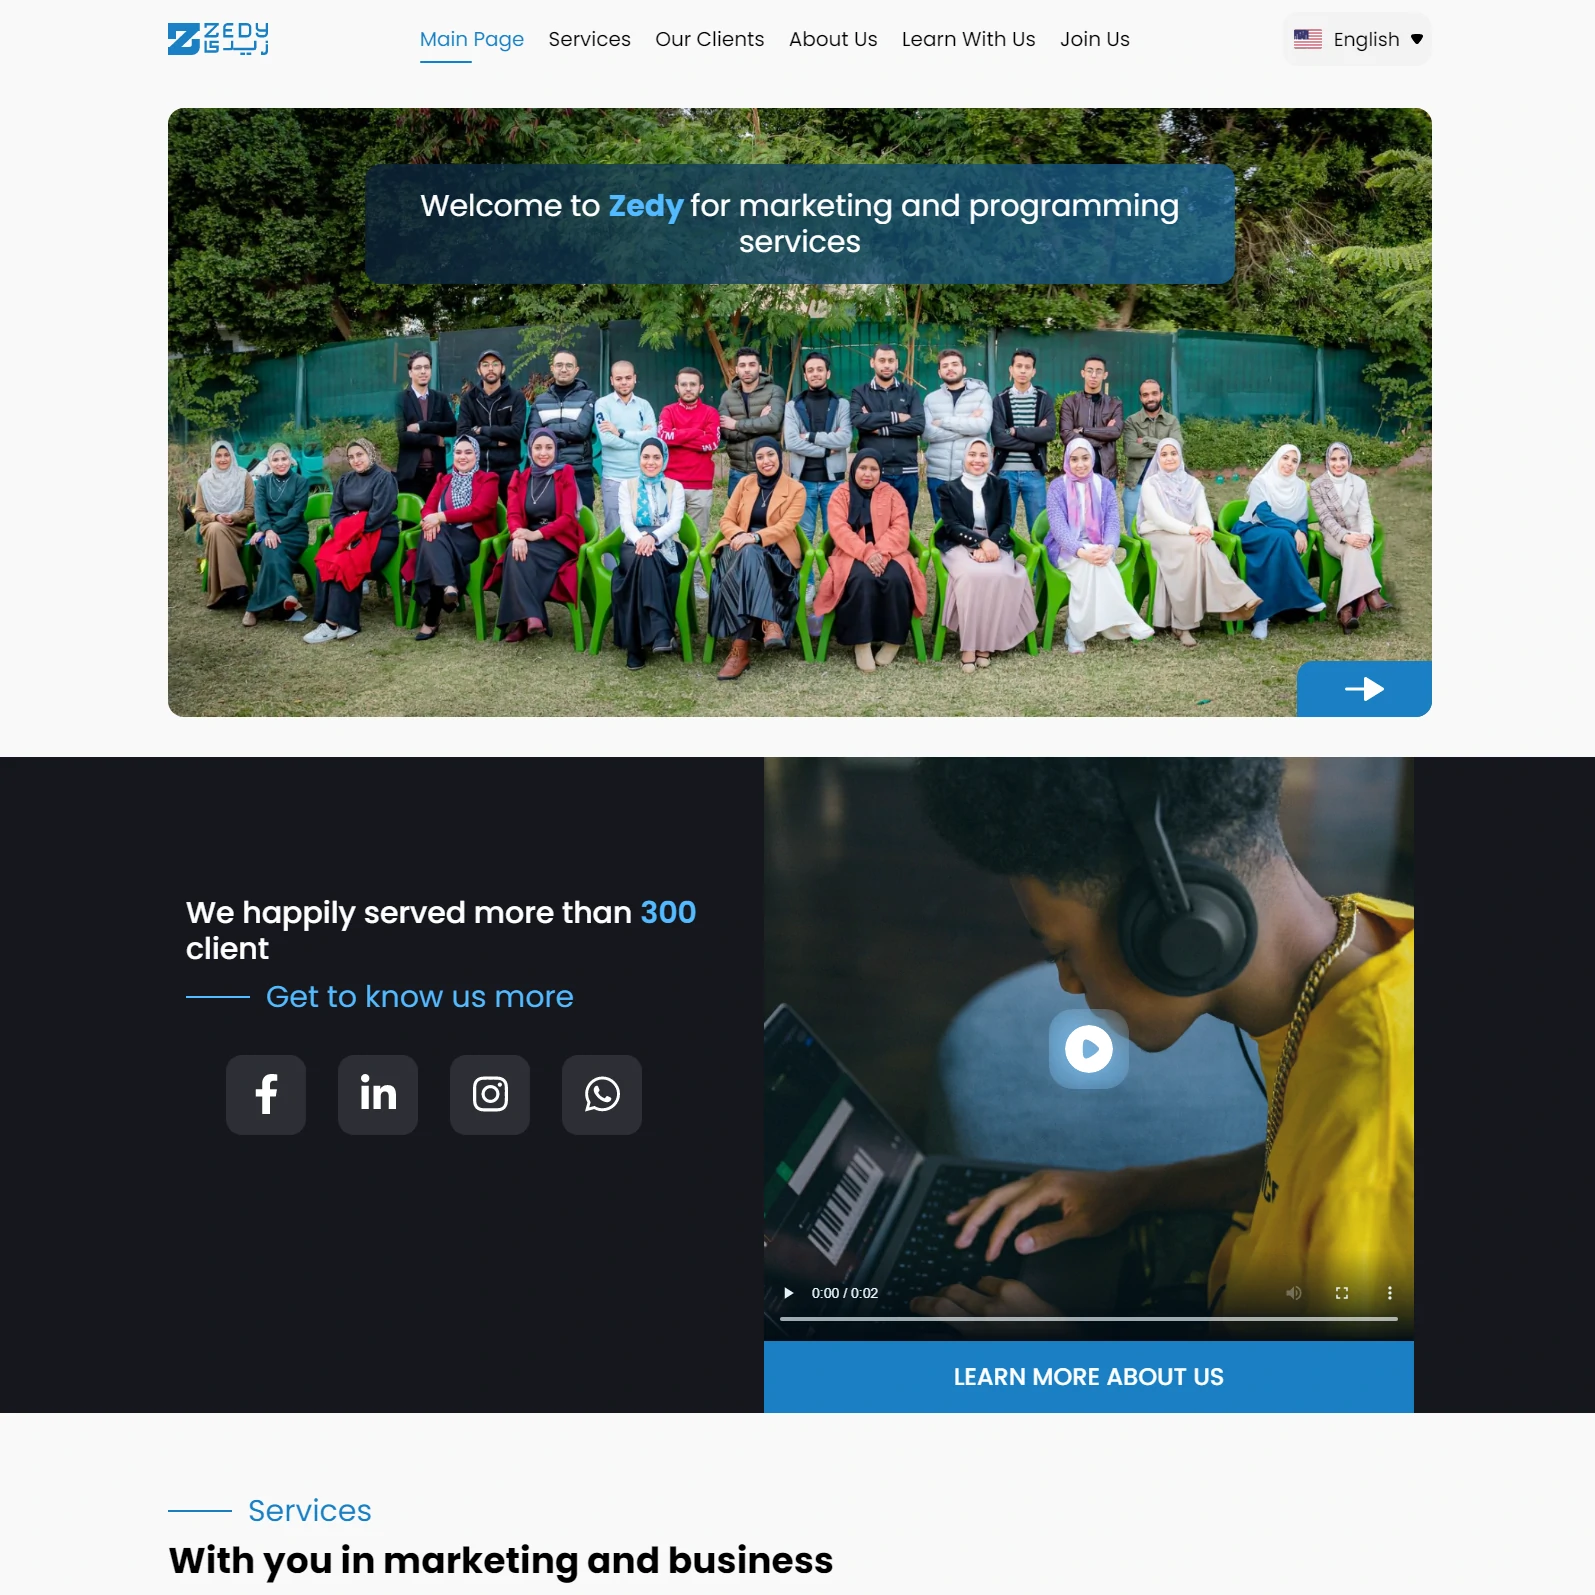 ZEDY
زيدى
Main Page
Services
Our Clients
About Us
Learn With Us
Join Us
English
Welcome to Zedy for marketing and programming
services
We happily served more than 300
client
Get to know us more
0:00 / 0:02
LEARN MORE ABOUT US
Services
With you in marketing and business